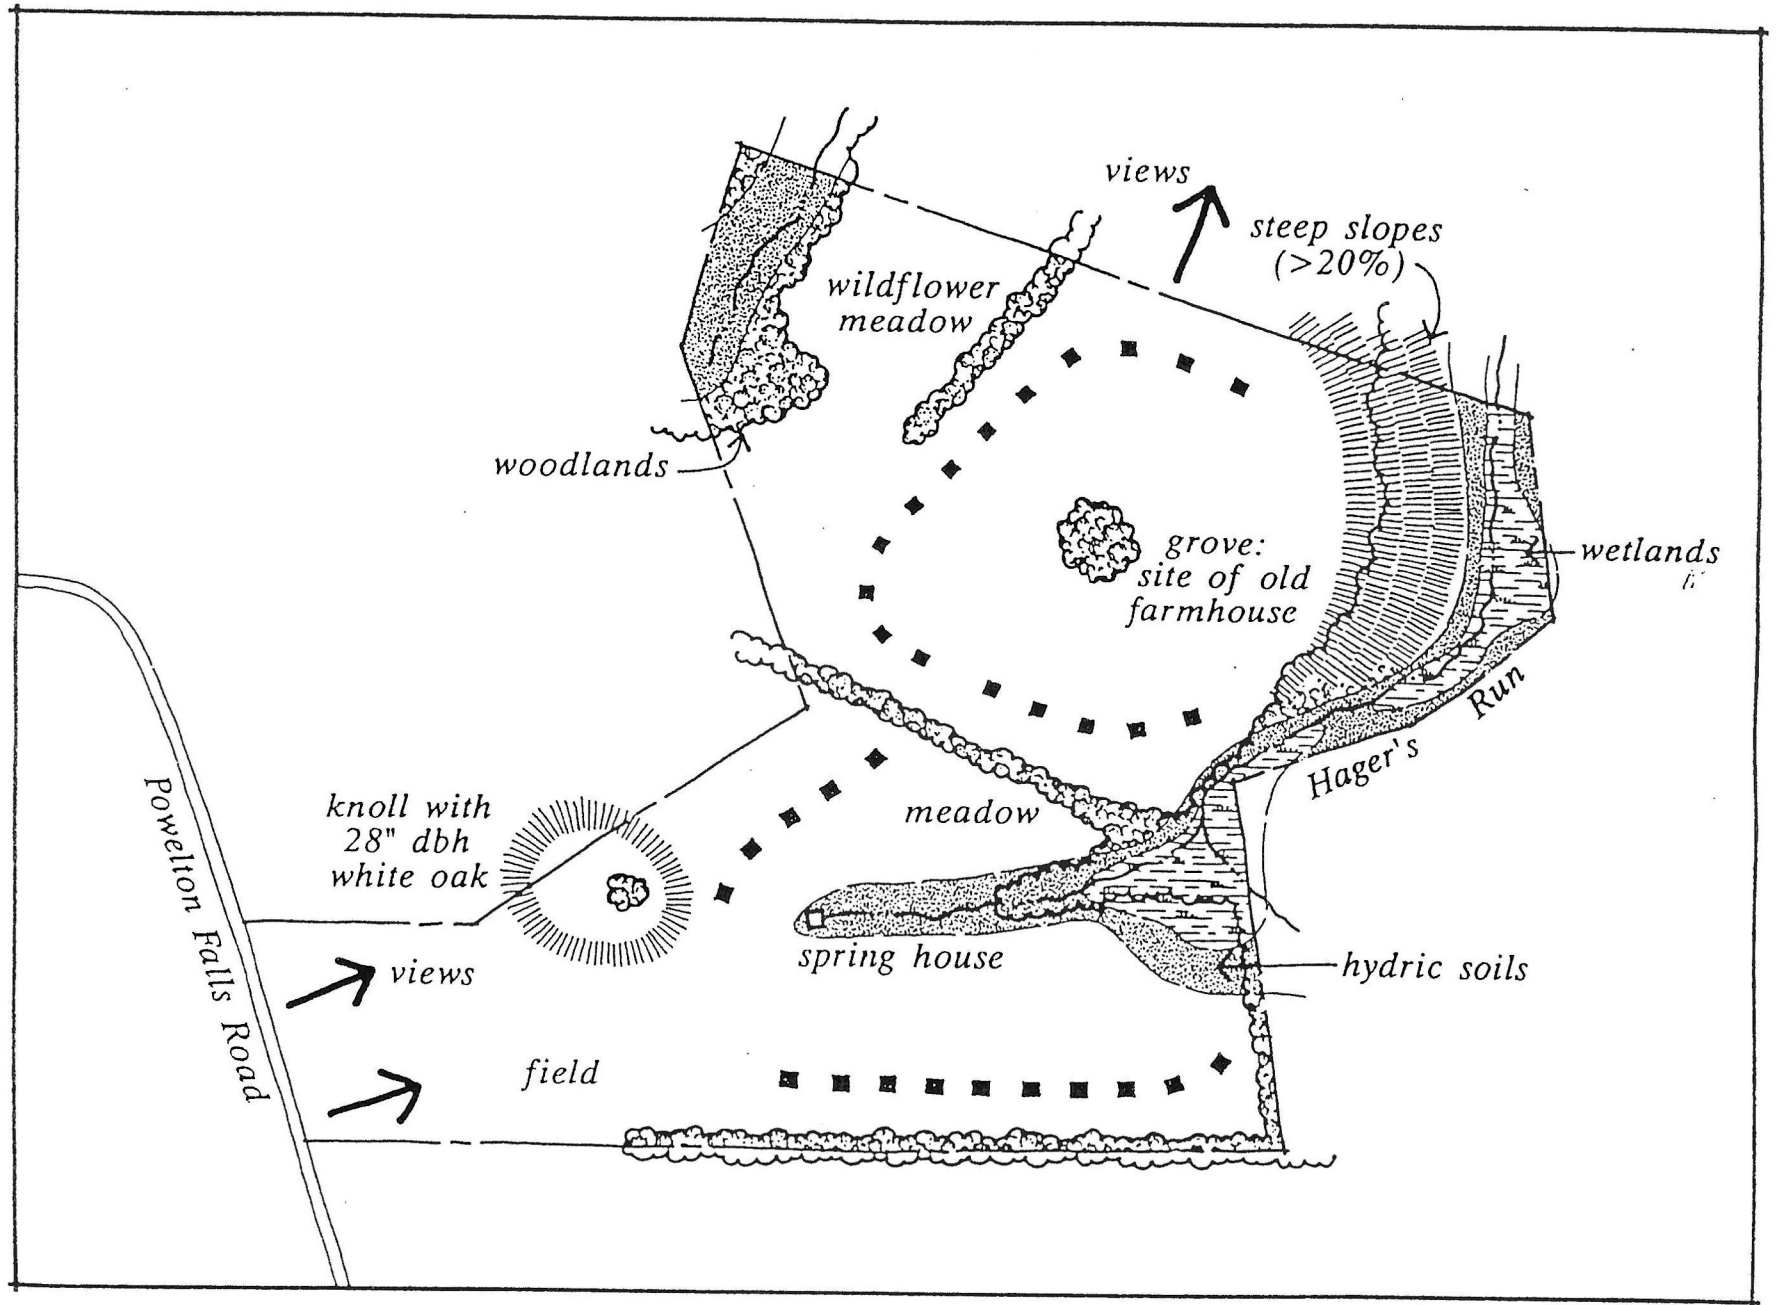 views
steep slopes
(>20%)
wildflower
meadow
woodlands
grove:
site of old
farmhouse
wetlands
Hager's Run
knoll with
28" dbh
white oak
meadow
Powelton Falls Road
spring house
views
hydric soils
field